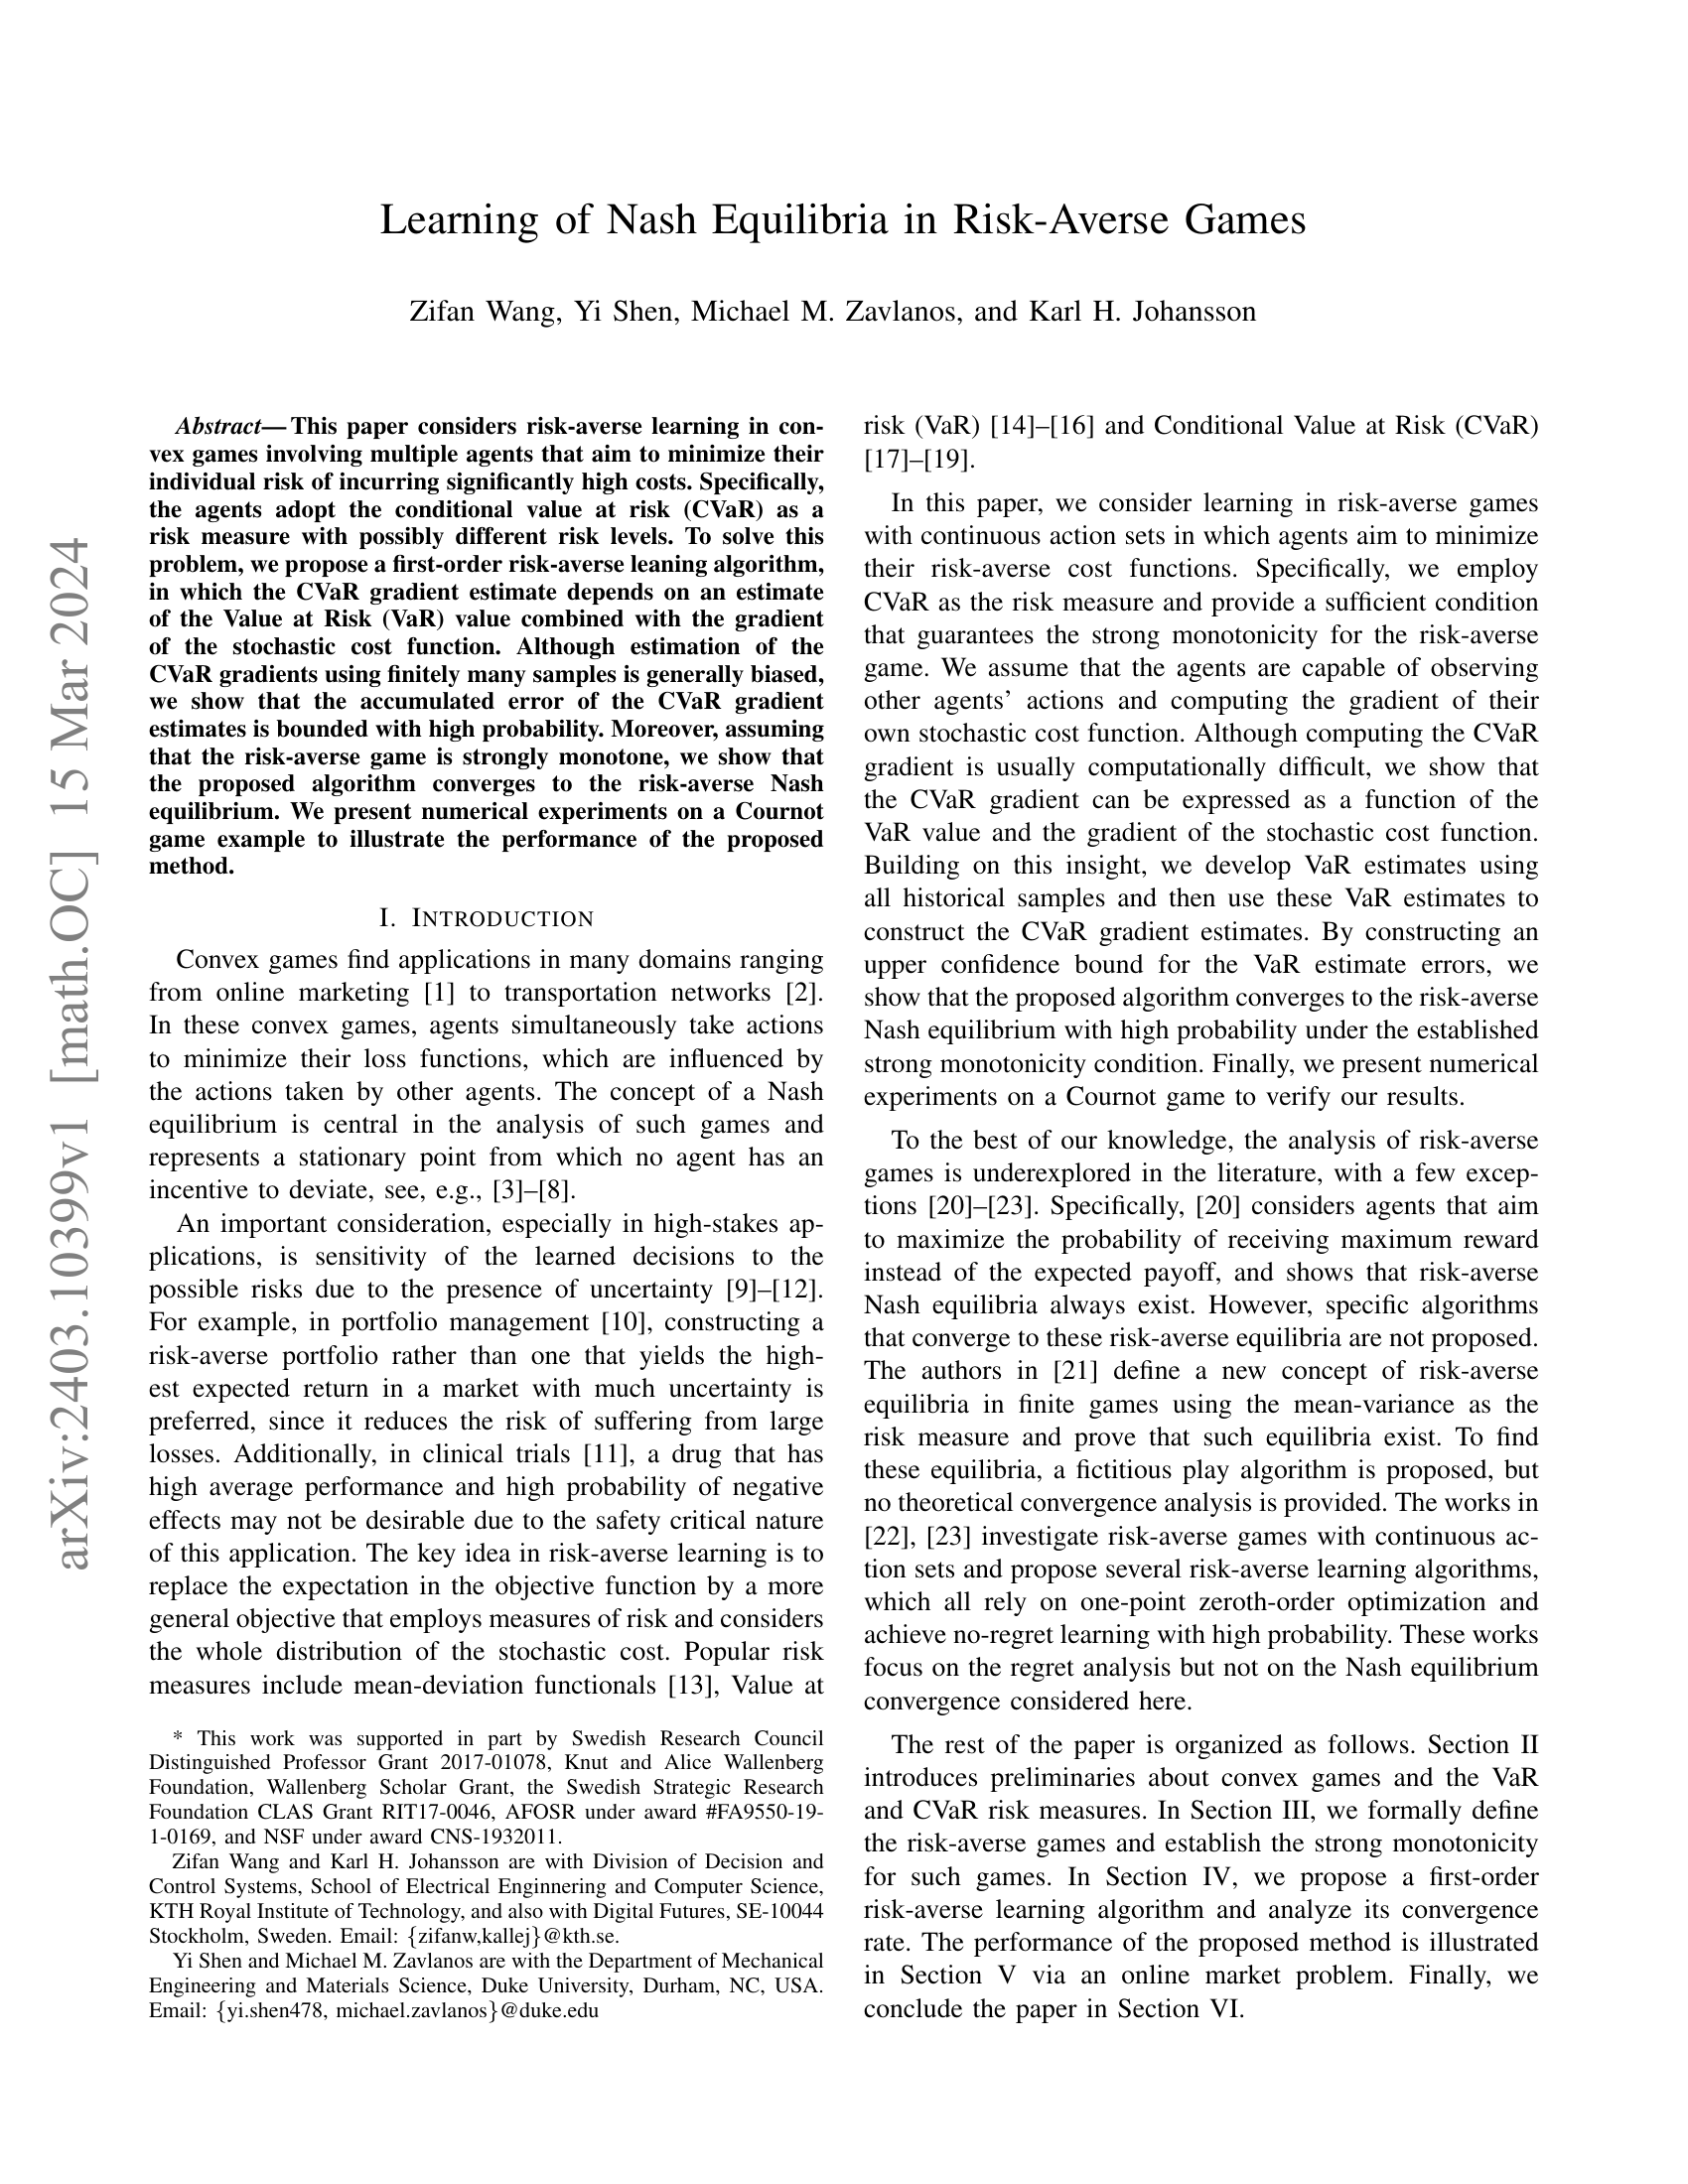 Learning of Nash Equilibria in Risk-Averse Games
Zifan Wang, Yi Shen, Michael M. Zavlanos, and Karl H. Johansson
arXiv:2403.10399v1 [math.OC] 15 Mar 2024
Abstract— This paper considers risk-averse learning in con-
vex games involving multiple agents that aim to minimize their
individual risk of incurring significantly high costs. Specifically,
the agents adopt the conditional value at risk (CVaR) as a
risk measure with possibly different risk levels. To solve this
problem, we propose a first-order risk-averse leaning algorithm,
in which the CVaR gradient estimate depends on an estimate
of the Value at Risk (VaR) value combined with the gradient
of the stochastic cost function. Although estimation of the
CVaR gradients using finitely many samples is generally biased,
we show that the accumulated error of the CVaR gradient
estimates is bounded with high probability. Moreover, assuming
that the risk-averse game is strongly monotone, we show that
the proposed algorithm converges to the risk-averse Nash
equilibrium. We present numerical experiments on a Cournot
game example to illustrate the performance of the proposed
method.
I. INTRODUCTION
Convex games find applications in many domains ranging
from online marketing [1] to transportation networks [2].
In these convex games, agents simultaneously take actions
to minimize their loss functions, which are influenced by
the actions taken by other agents. The concept of a Nash
equilibrium is central in the analysis of such games and
represents a stationary point from which no agent has an
incentive to deviate, see, e.g., [3]–[8].
An important consideration, especially in high-stakes ap-
plications, is sensitivity of the learned decisions to the
possible risks due to the presence of uncertainty [9]–[12].
For example, in portfolio management [10], constructing a
risk-averse portfolio rather than one that yields the high-
est expected return in a market with much uncertainty is
preferred, since it reduces the risk of suffering from large
losses. Additionally, in clinical trials [11], a drug that has
high average performance and high probability of negative
effects may not be desirable due to the safety critical nature
of this application. The key idea in risk-averse learning is to
replace the expectation in the objective function by a more
general objective that employs measures of risk and considers
the whole distribution of the stochastic cost. Popular risk
measures include mean-deviation functionals [13], Value at
* This work was supported in part by Swedish Research Council
Distinguished Professor Grant 2017-01078, Knut and Alice Wallenberg
Foundation, Wallenberg Scholar Grant, the Swedish Strategic Research
Foundation CLAS Grant RIT17-0046, AFOSR under award #FA9550-19-
1-0169, and NSF under award CNS-1932011.
Zifan Wang and Karl H. Johansson are with Division of Decision and
Control Systems, School of Electrical Enginnering and Computer Science,
KTH Royal Institute of Technology, and also with Digital Futures, SE-10044
Stockholm, Sweden. Email: {zifanw,kallej}@kth.se.
Yi Shen and Michael M. Zavlanos are with the Department of Mechanical
Engineering and Materials Science, Duke University, Durham, NC, USA.
Email: {yi.shen478, michael.zavlanos}@duke.edu
risk (VaR) [14]–[16] and Conditional Value at Risk (CVaR)
[17]–[19].
In this paper, we consider learning in risk-averse games
with continuous action sets in which agents aim to minimize
their risk-averse cost functions. Specifically, we employ
CVaR as the risk measure and provide a sufficient condition
that guarantees the strong monotonicity for the risk-averse
game. We assume that the agents are capable of observing
other agents' actions and computing the gradient of their
own stochastic cost function. Although computing the CVaR
gradient is usually computationally difficult, we show that
the CVaR gradient can be expressed as a function of the
VaR value and the gradient of the stochastic cost function.
Building on this insight, we develop VaR estimates using
all historical samples and then use these VaR estimates to
construct the CVaR gradient estimates. By constructing an
upper confidence bound for the VaR estimate errors, we
show that the proposed algorithm converges to the risk-averse
Nash equilibrium with high probability under the established
strong monotonicity condition. Finally, we present numerical
experiments on a Cournot game to verify our results.
To the best of our knowledge, the analysis of risk-averse
games is underexplored in the literature, with a few excep-
tions [20]–[23]. Specifically, [20] considers agents that aim
to maximize the probability of receiving maximum reward
instead of the expected payoff, and shows that risk-averse
Nash equilibria always exist. However, specific algorithms
that converge to these risk-averse equilibria are not proposed.
The authors in [21] define a new concept of risk-averse
equilibria in finite games using the mean-variance as the
risk measure and prove that such equilibria exist. To find
these equilibria, a fictitious play algorithm is proposed, but
no theoretical convergence analysis is provided. The works in
[22], [23] investigate risk-averse games with continuous ac-
tion sets and propose several risk-averse learning algorithms,
which all rely on one-point zeroth-order optimization and
achieve no-regret learning with high probability. These works
focus on the regret analysis but not on the Nash equilibrium
convergence considered here.
The rest of the paper is organized as follows. Section II
introduces preliminaries about convex games and the VaR
and CVaR risk measures. In Section III, we formally define
the risk-averse games and establish the strong monotonicity
for such games. In Section IV, we propose a first-order
risk-averse learning algorithm and analyze its convergence
rate. The performance of the proposed method is illustrated
in Section V via an online market problem. Finally, we
conclude the paper in Section VI.